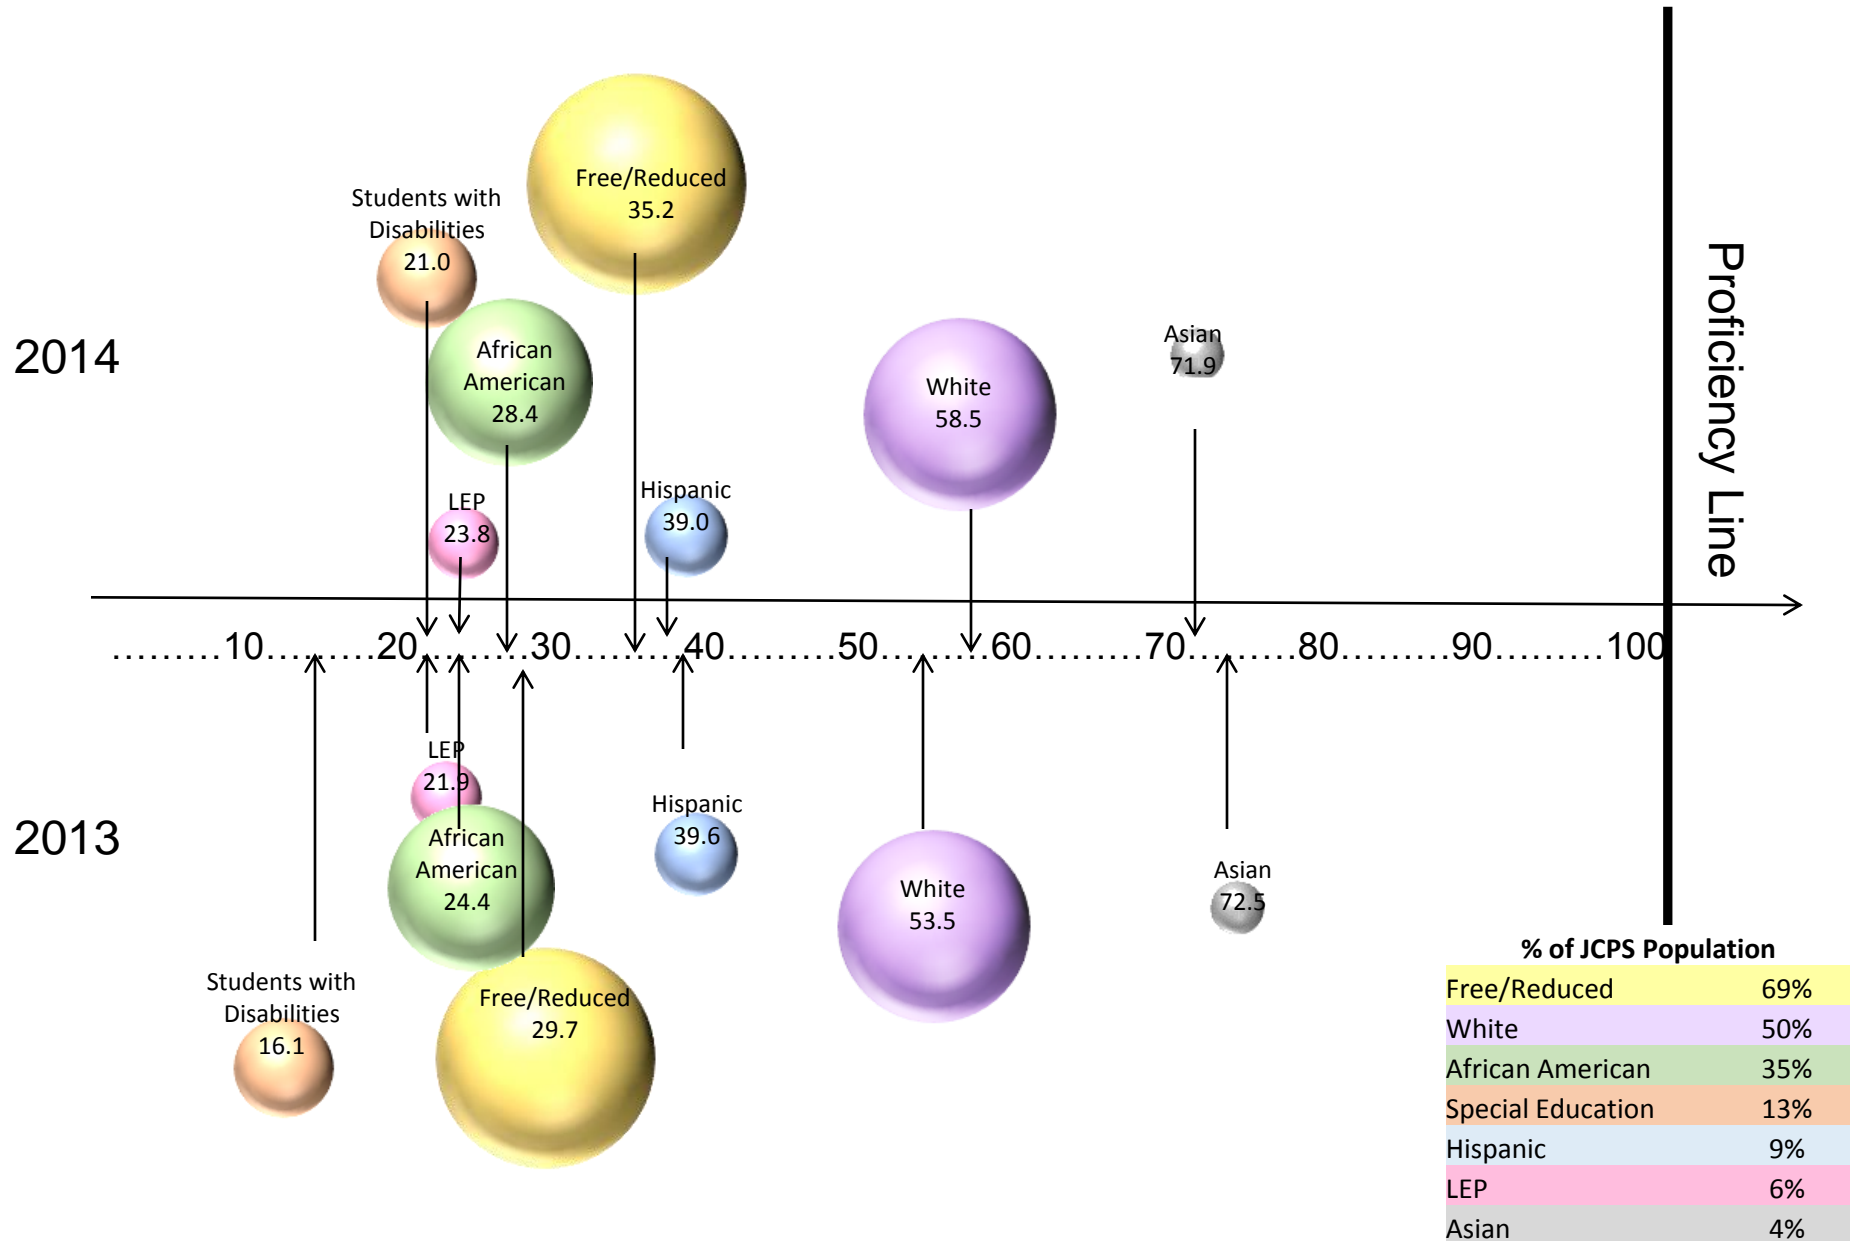 Free/Reduced
35.2
Students with
Disabilities
21.0
2014
African
American
28.4
White
58.5
Asian
71.9
LEP
23.8
Hispanic
39.0
Proficiency Line
.........10.........20.........30.........40.........50.........60.........70.........80.........90.........100
2013
LEP
21.9
African
American
24.4
Hispanic
39.6
White
53.5
Asian
72.5
Students with
Disabilities
16.1
Free/Reduced
29.7
% of JCPS Population
Free/Reduced 69%
White 50%
African American 35%
Special Education 13%
Hispanic 9%
LEP 6%
Asian 4%